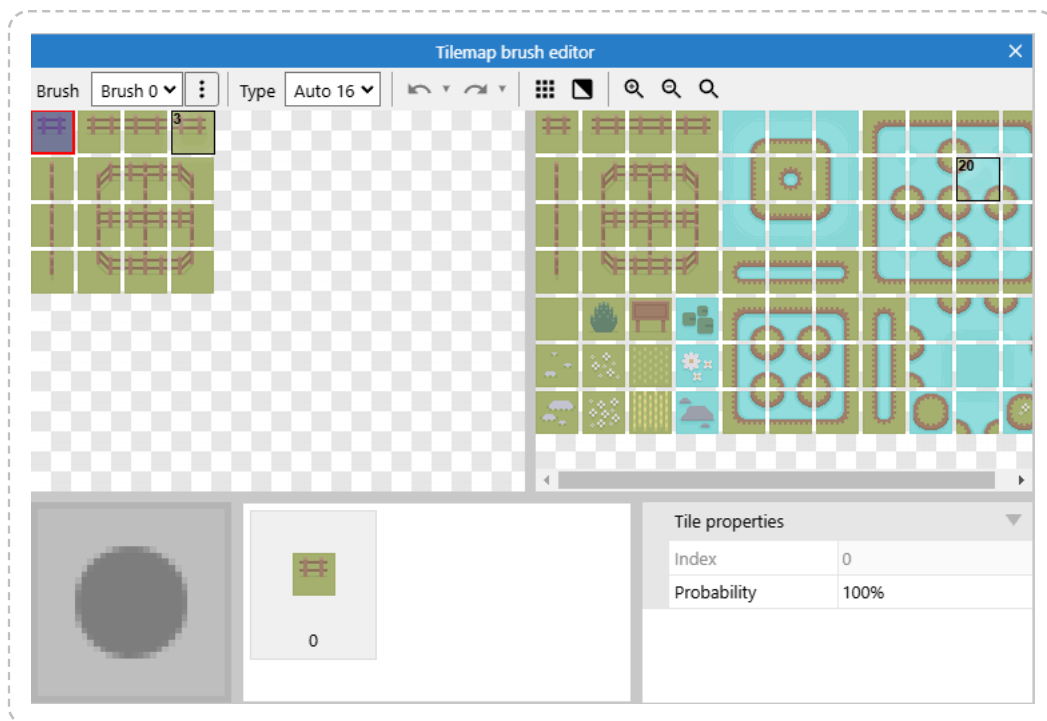 Tilemap brush editor
Brush Brush 0 Type Auto 16
3
20
Tile properties
Index 0
Probability 100%
0